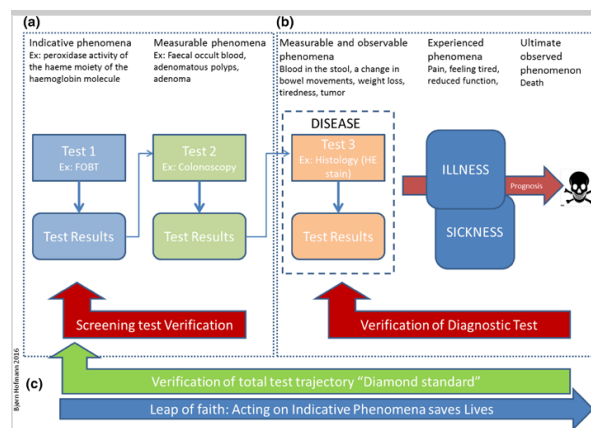 (a)
Indicative phenomena
Ex: peroxidase activity of
the haeme moiety of the
haemoglobin molecule
Measurable phenomena
Ex: Faecal occult blood,
adenomatous polyps,
adenoma
(b)
Measurable and observable
phenomena
Blood in the stool, a change in
bowel movements, weight loss,
tiredness, tumor
Experienced
phenomena
Pain, feeling tired,
reduced function,
Ultimate
observed
phenomenon
Death
DISEASE
Test 1
Ex: FOBT
Test 2
Ex: Colonoscopy
Test 3
Ex: Histology (HE
stain)
Test Results
Test Results
Test Results
ILLNESS
SICKNESS
Prognosis
Screening test Verification
Verification of Diagnostic Test
Bjørn Hofmann 2016
(c)
Verification of total test trajectory “Diamond standard”
Leap of faith: Acting on Indicative Phenomena saves Lives